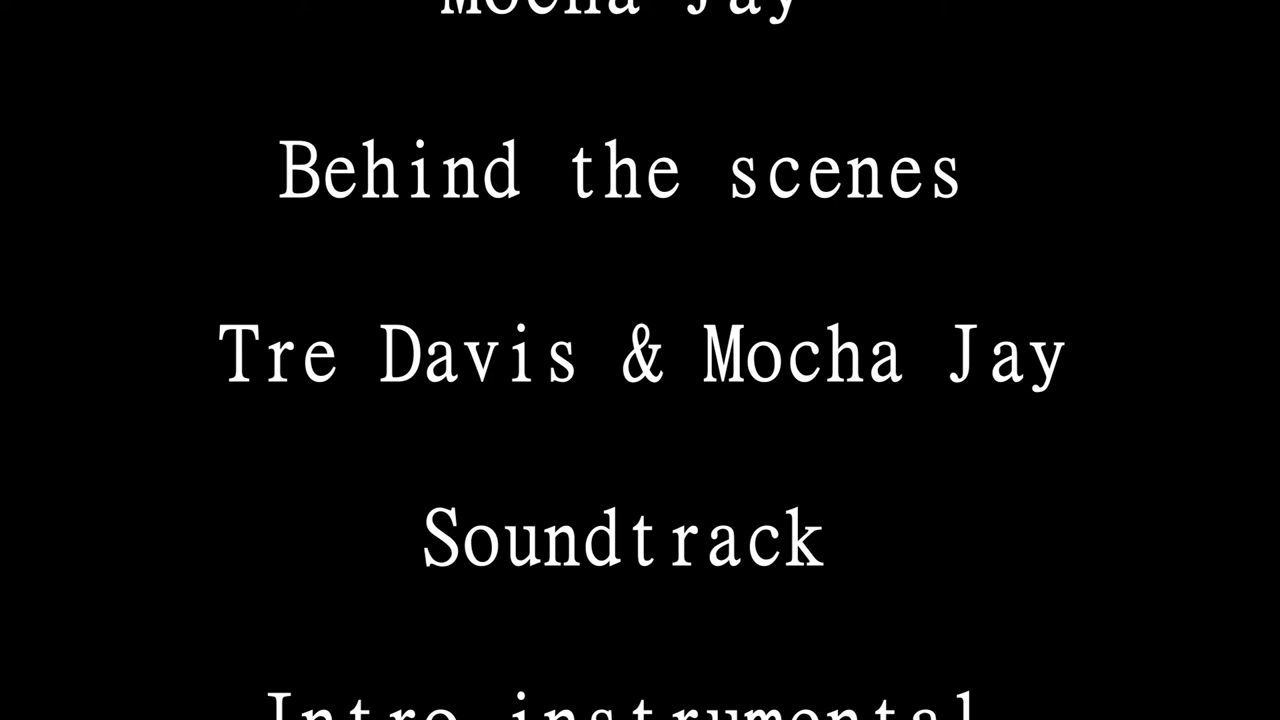 Mocha Jay
Behind the scenes
Tre Davis & Mocha Jay
Soundtrack
Intro instrumental